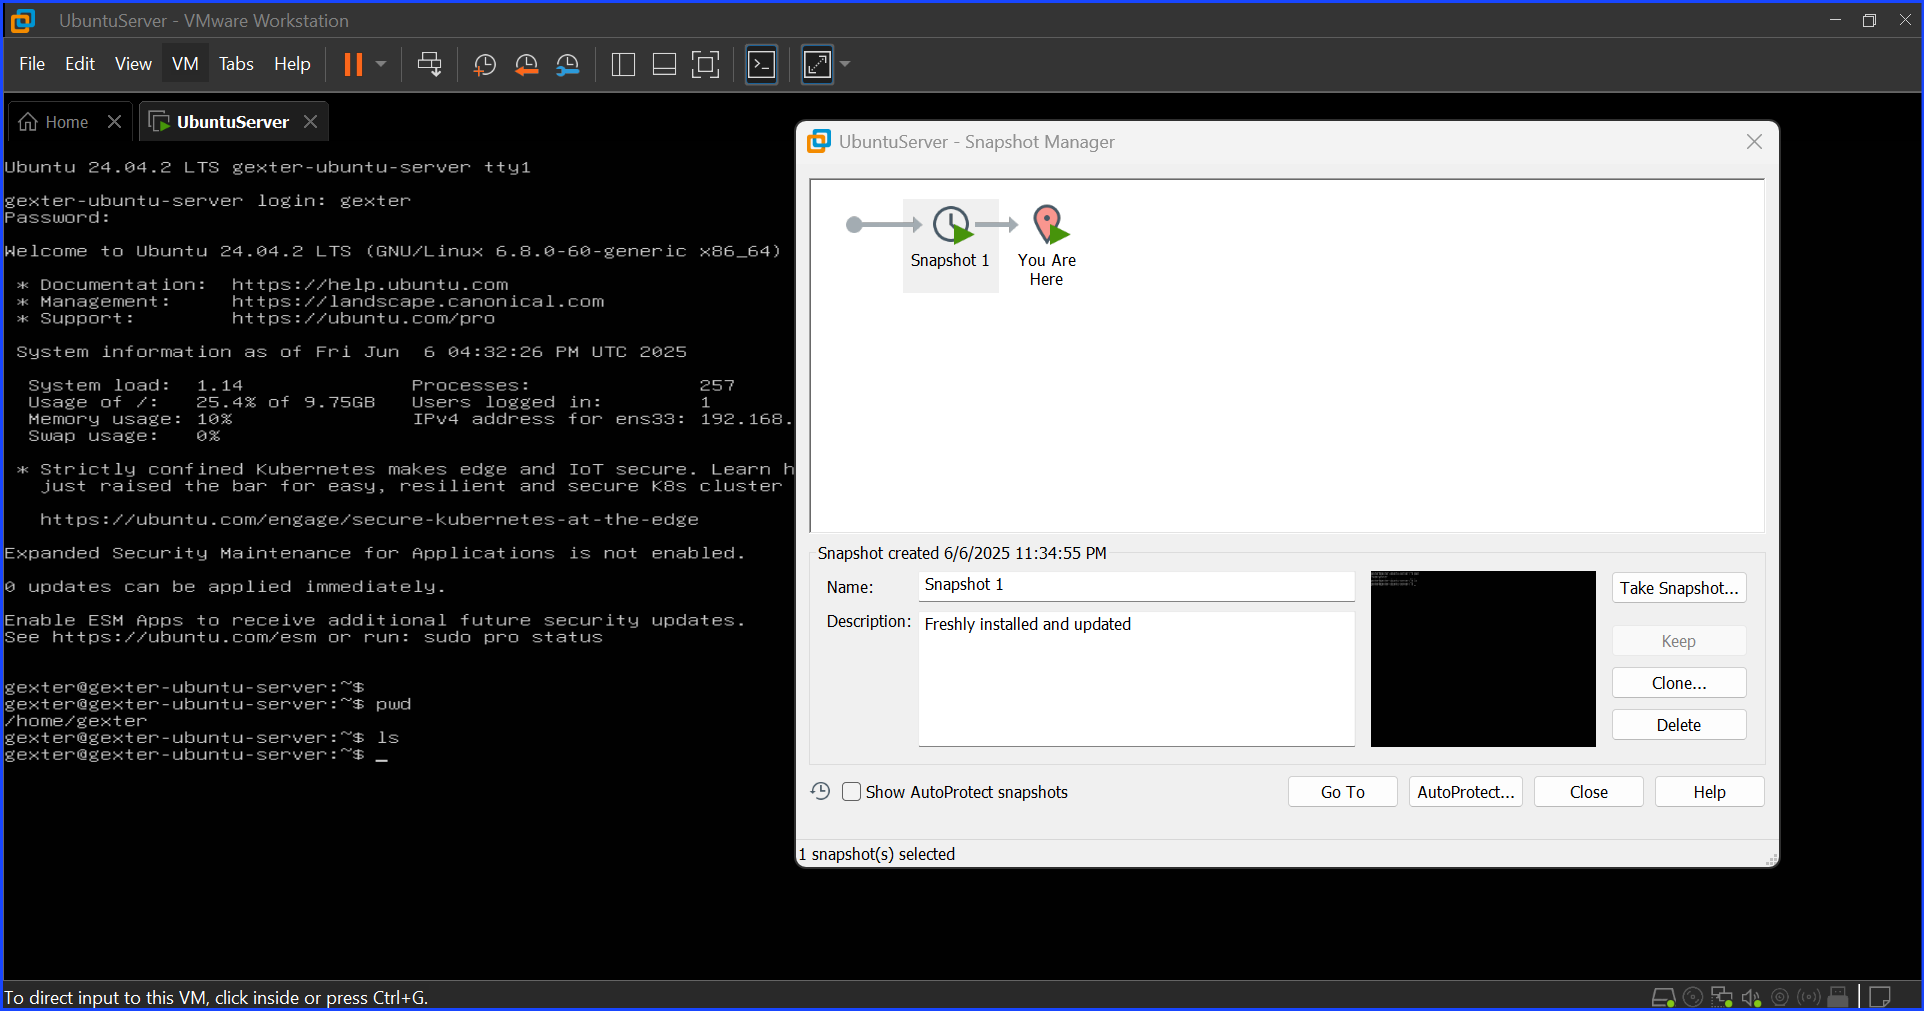 UbuntuServer - VMware Workstation
File Edit View VM Tabs Help
Home UbuntuServer
Ubuntu 24.04.2 LTS gexter-ubuntu-server tty1
gexter-ubuntu-server login: gexter
Password:
Welcome to Ubuntu 24.04.2 LTS (GNU/Linux 6.8.0-60-generic x86_64)
* Documentation: https://help.ubuntu.com
* Management: https://landscape.canonical.com
* Support: https://ubuntu.com/pro
System information as of Fri Jun 6 04:32:26 PM UTC 2025
System load: 1.14 Processes: 257
Usage of /: 25.4% of 9.75GB Users logged in: 1
Memory usage: 10% IPv4 address for ens33: 192.168.
Swap usage: 0%
* Strictly confined Kubernetes makes edge and IoT secure. Learn h
just raised the bar for easy, resilient and secure K8s cluster
https://ubuntu.com/engage/secure-kubernetes-at-the-edge
Expanded Security Maintenance for Applications is not enabled.
0 updates can be applied immediately.
Enable ESM Apps to receive additional future security updates.
See https://ubuntu.com/esm or run: sudo pro status
gexter@gexter-ubuntu-server:~$
gexter@gexter-ubuntu-server:~$ pwd
/home/gexter
gexter@gexter-ubuntu-server:~$ ls
gexter@gexter-ubuntu-server:~$ _
UbuntuServer - Snapshot Manager
Snapshot 1
You Are
Here
Snapshot created 6/6/2025 11:34:55 PM
Name: Snapshot 1
Description: Freshly installed and updated
Take Snapshot...
Keep
Clone...
Delete
Show AutoProtect snapshots
Go To AutoProtect... Close Help
1 snapshot(s) selected
To direct input to this VM, click inside or press Ctrl+G.